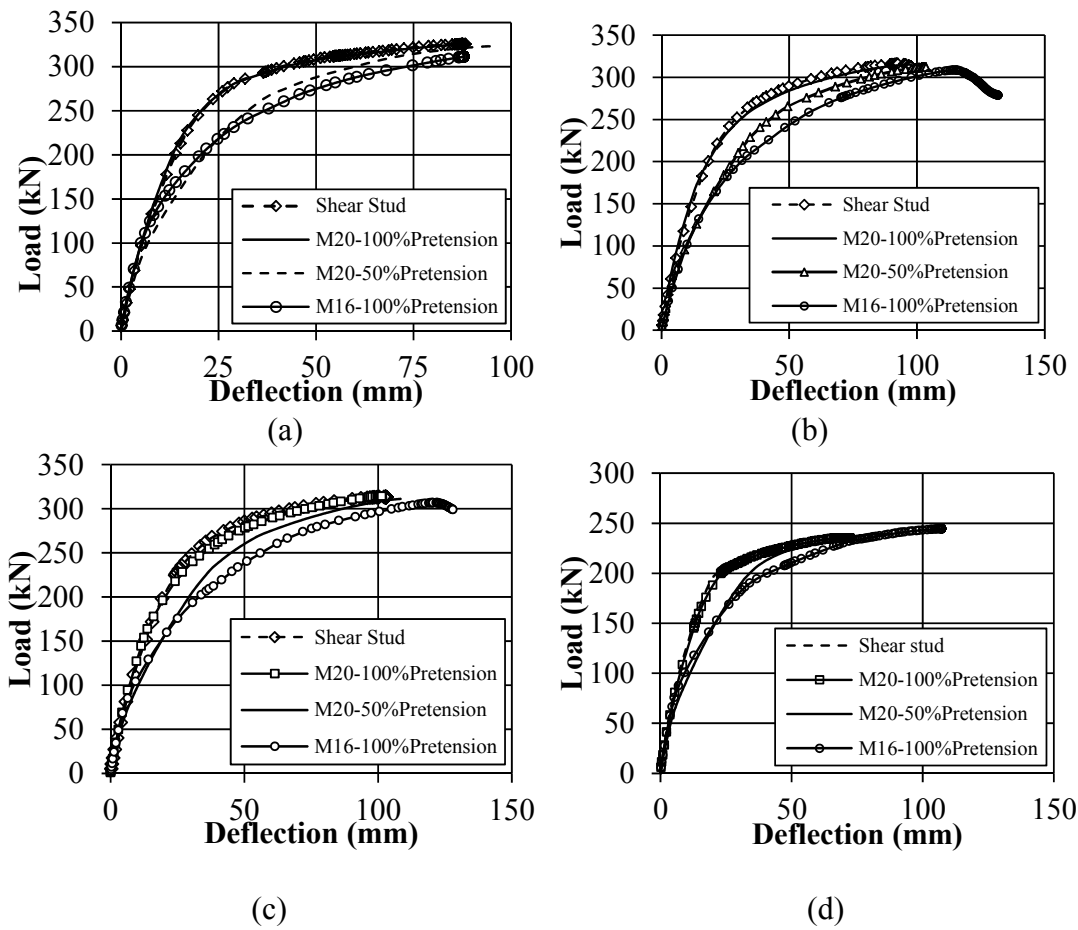 350
300
250
200
150
100
50
0
Load (kN)
0
25
50
75
100
Deflection (mm)
Shear Stud
M20-100%Pretension
M20-50%Pretension
M16-100%Pretension
(a)
350
300
250
200
150
100
50
0
Load (kN)
0
50
100
150
Deflection (mm)
Shear Stud
M20-100%Pretension
M20-50%Pretension
M16-100%Pretension
(b)
350
300
250
200
150
100
50
0
Load (kN)
0
50
100
150
Deflection (mm)
Shear Stud
M20-100%Pretension
M20-50%Pretension
M16-100%Pretension
(c)
300
250
200
150
100
50
0
Load (kN)
0
50
100
150
Deflection (mm)
Shear stud
M20-100%Pretension
M20-50%Pretension
M16-100%Pretension
(d)